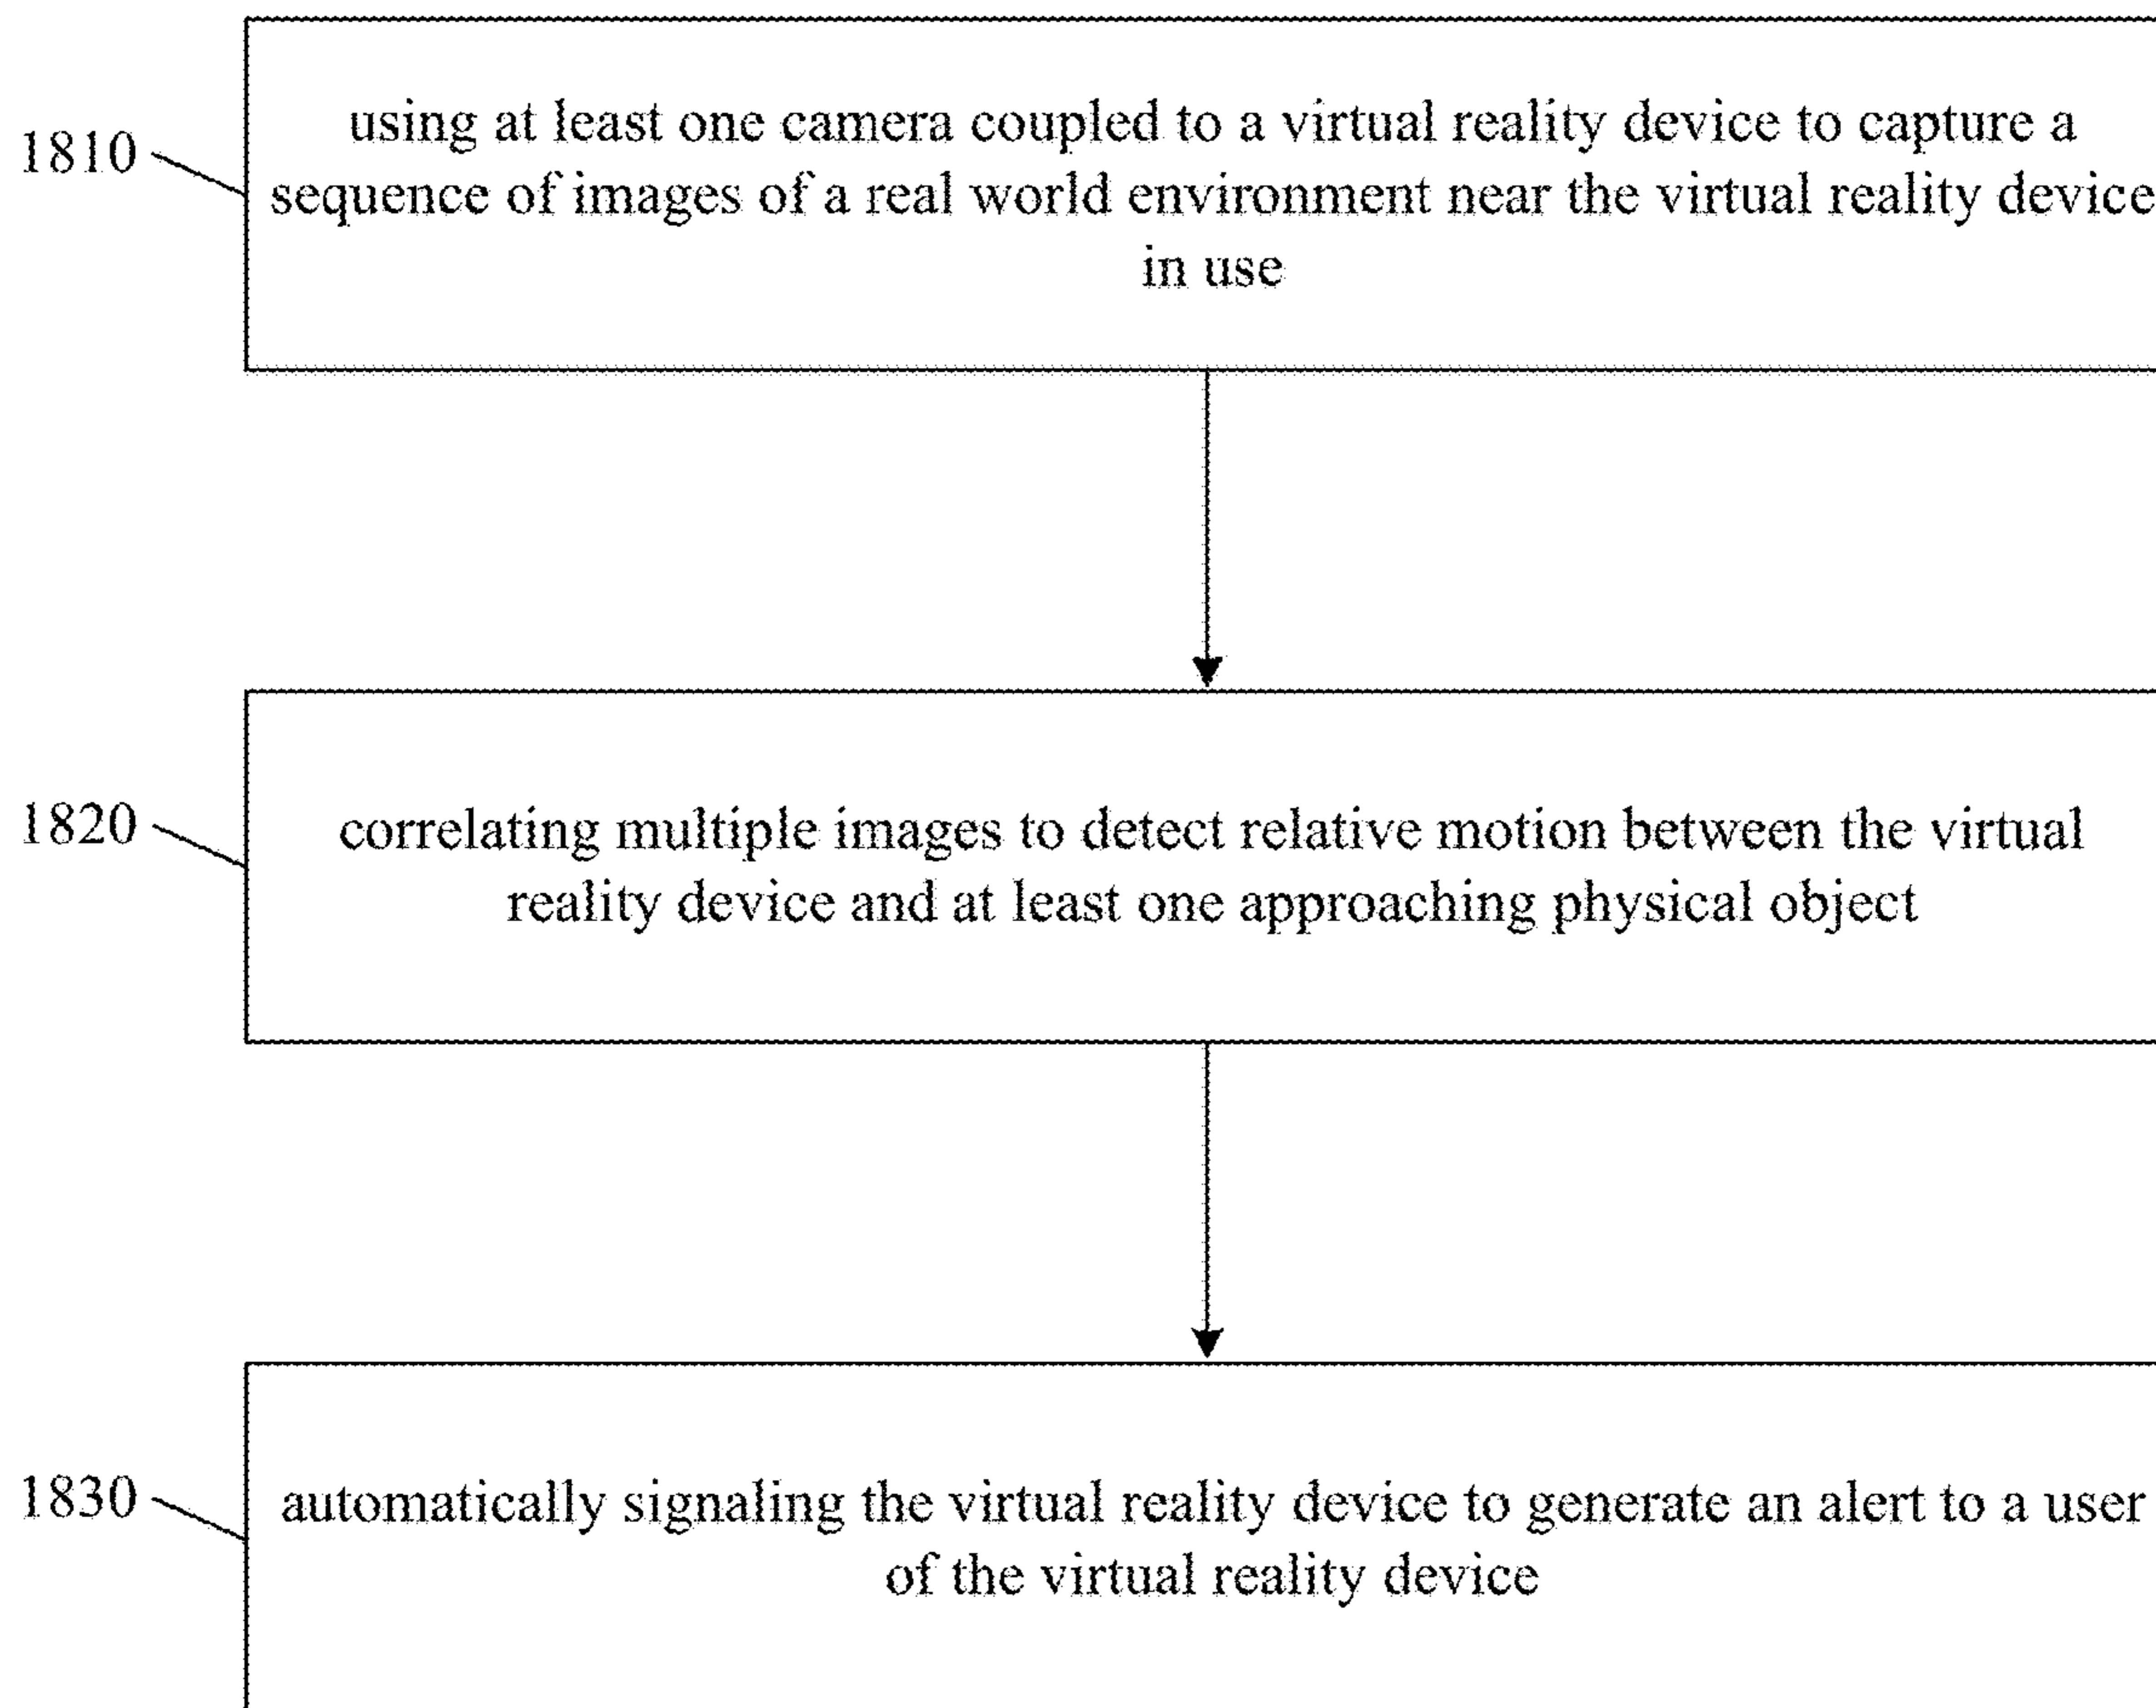 1810
using at least one camera coupled to a virtual reality device to capture a
sequence of images of a real world environment near the virtual reality device
in use
1820
correlating multiple images to detect relative motion between the virtual
reality device and at least one approaching physical object
1830
automatically signaling the virtual reality device to generate an alert to a user
of the virtual reality device